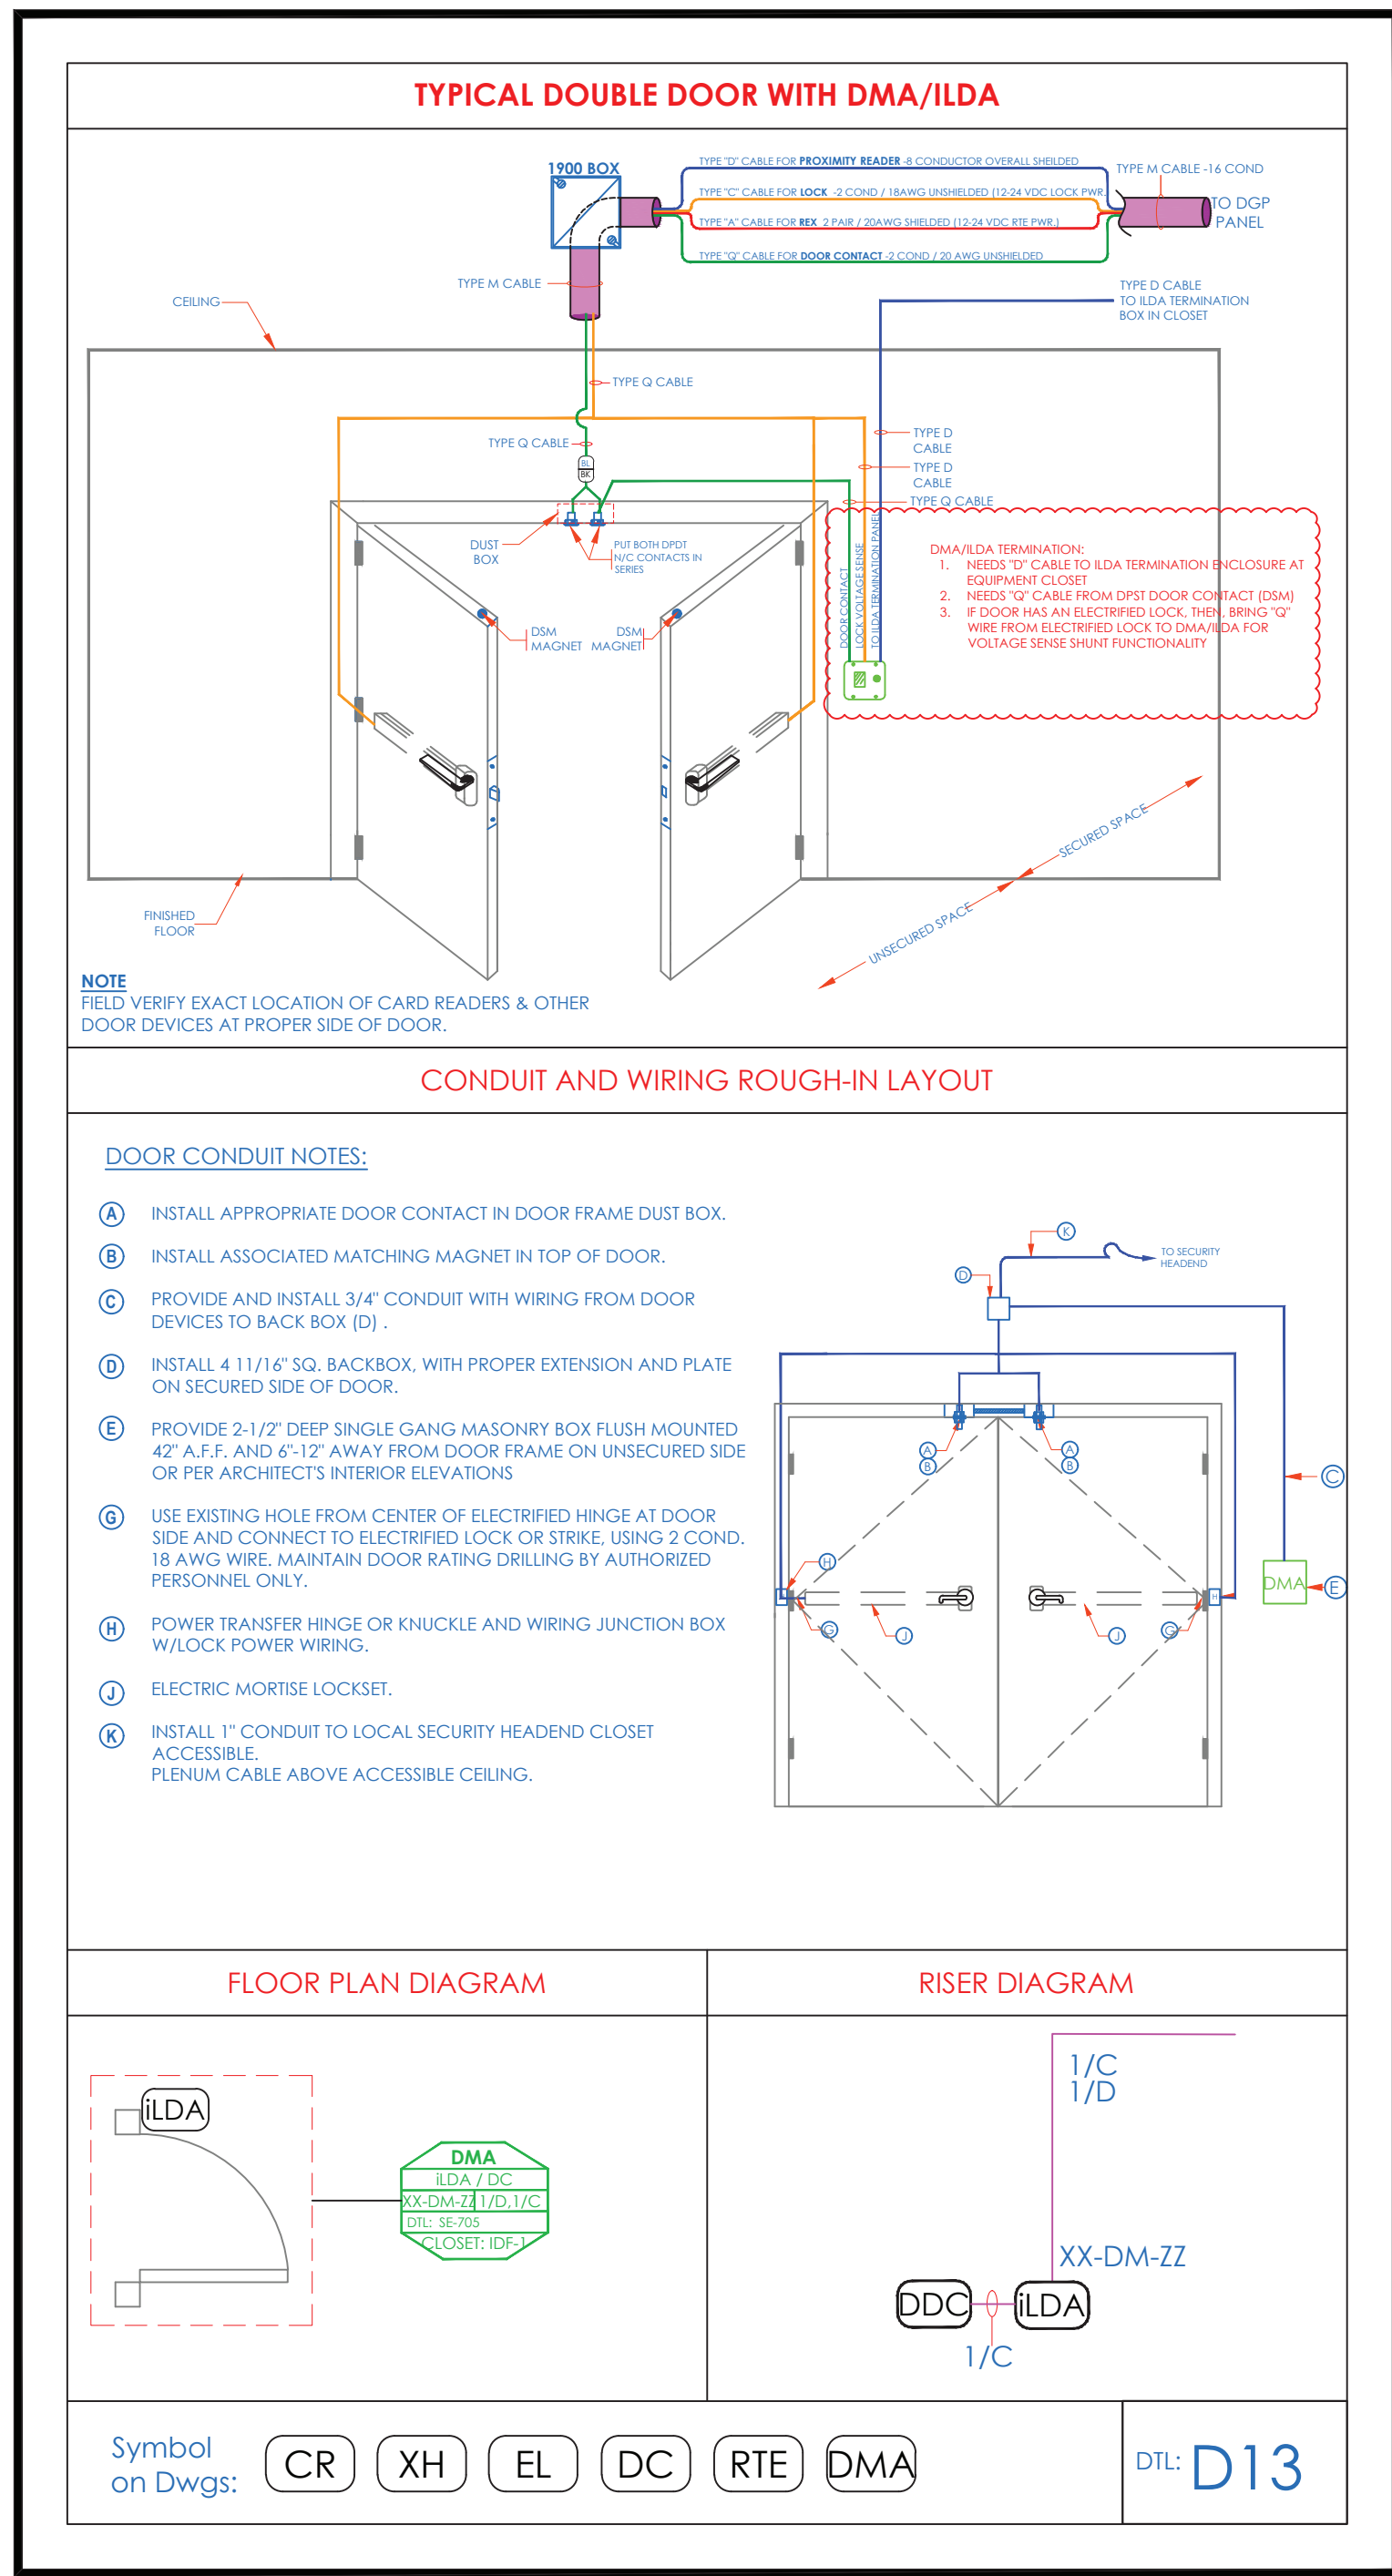 TYPICAL DOUBLE DOOR WITH DMA/ILDA
1900 BOX
TYPE "D" CABLE FOR PROXIMITY READER -8 CONDUCTOR OVERALL SHEILDED
TYPE "C" CABLE FOR LOCK -2 COND / 18AWG UNSHIELDED (12-24 VDC LOCK PWR.
TYPE "A" CABLE FOR REX 2 PAIR / 20AWG SHIELDED (12-24 VDC RTE PWR.)
TYPE "Q" CABLE FOR DOOR CONTACT -2 COND / 20 AWG UNSHIELDED
TYPE M CABLE -16 COND
TO DGP
PANEL
TYPE M CABLE
CEILING
TYPE D CABLE
TO ILDA TERMINATION
BOX IN CLOSET
TYPE Q CABLE
TYPE Q CABLE
BL
BK
TYPE D
CABLE
TYPE D
CABLE
TYPE Q CABLE
DUST
BOX
PUT BOTH DPDT
N/C CONTACTS IN
SERIES
DSM
MAGNET
DSM
MAGNET
DOOR CONTACT
LOCK VOLTAGE SENSE
TO ILDA TERMINATION PANEL
DMA/ILDA TERMINATION:
1. NEEDS "D" CABLE TO ILDA TERMINATION ENCLOSURE AT
EQUIPMENT CLOSET
2. NEEDS "Q" CABLE FROM DPST DOOR CONTACT (DSM)
3. IF DOOR HAS AN ELECTRIFIED LOCK, THEN, BRING "Q"
WIRE FROM ELECTRIFIED LOCK TO DMA/ILDA FOR
VOLTAGE SENSE SHUNT FUNCTIONALITY
SECURED SPACE
UNSECURED SPACE
FINISHED
FLOOR
NOTE
FIELD VERIFY EXACT LOCATION OF CARD READERS & OTHER
DOOR DEVICES AT PROPER SIDE OF DOOR.
CONDUIT AND WIRING ROUGH-IN LAYOUT
DOOR CONDUIT NOTES:
A INSTALL APPROPRIATE DOOR CONTACT IN DOOR FRAME DUST BOX.
B INSTALL ASSOCIATED MATCHING MAGNET IN TOP OF DOOR.
C PROVIDE AND INSTALL 3/4" CONDUIT WITH WIRING FROM DOOR
DEVICES TO BACK BOX (D) .
D INSTALL 4 11/16" SQ. BACKBOX, WITH PROPER EXTENSION AND PLATE
ON SECURED SIDE OF DOOR.
E PROVIDE 2-1/2" DEEP SINGLE GANG MASONRY BOX FLUSH MOUNTED
42" A.F.F. AND 6"-12" AWAY FROM DOOR FRAME ON UNSECURED SIDE
OR PER ARCHITECT'S INTERIOR ELEVATIONS
G USE EXISTING HOLE FROM CENTER OF ELECTRIFIED HINGE AT DOOR
SIDE AND CONNECT TO ELECTRIFIED LOCK OR STRIKE, USING 2 COND.
18 AWG WIRE. MAINTAIN DOOR RATING DRILLING BY AUTHORIZED
PERSONNEL ONLY.
H POWER TRANSFER HINGE OR KNUCKLE AND WIRING JUNCTION BOX
W/LOCK POWER WIRING.
J ELECTRIC MORTISE LOCKSET.
K INSTALL 1" CONDUIT TO LOCAL SECURITY HEADEND CLOSET
ACCESSIBLE.
PLENUM CABLE ABOVE ACCESSIBLE CEILING.
K
TO SECURITY
HEADEND
D
A
B
A
B
C
H
H
DMA
E
G
J
J
G
FLOOR PLAN DIAGRAM
RISER DIAGRAM
iLDA
DMA
iLDA / DC
XX-DM-ZZ 1/D,1/C
DTL: SE-705
CLOSET: IDF-1
1/C
1/D
XX-DM-ZZ
DDC
iLDA
1/C
Symbol
on Dwgs:
CR
XH
EL
DC
RTE
DMA
DTL: D13